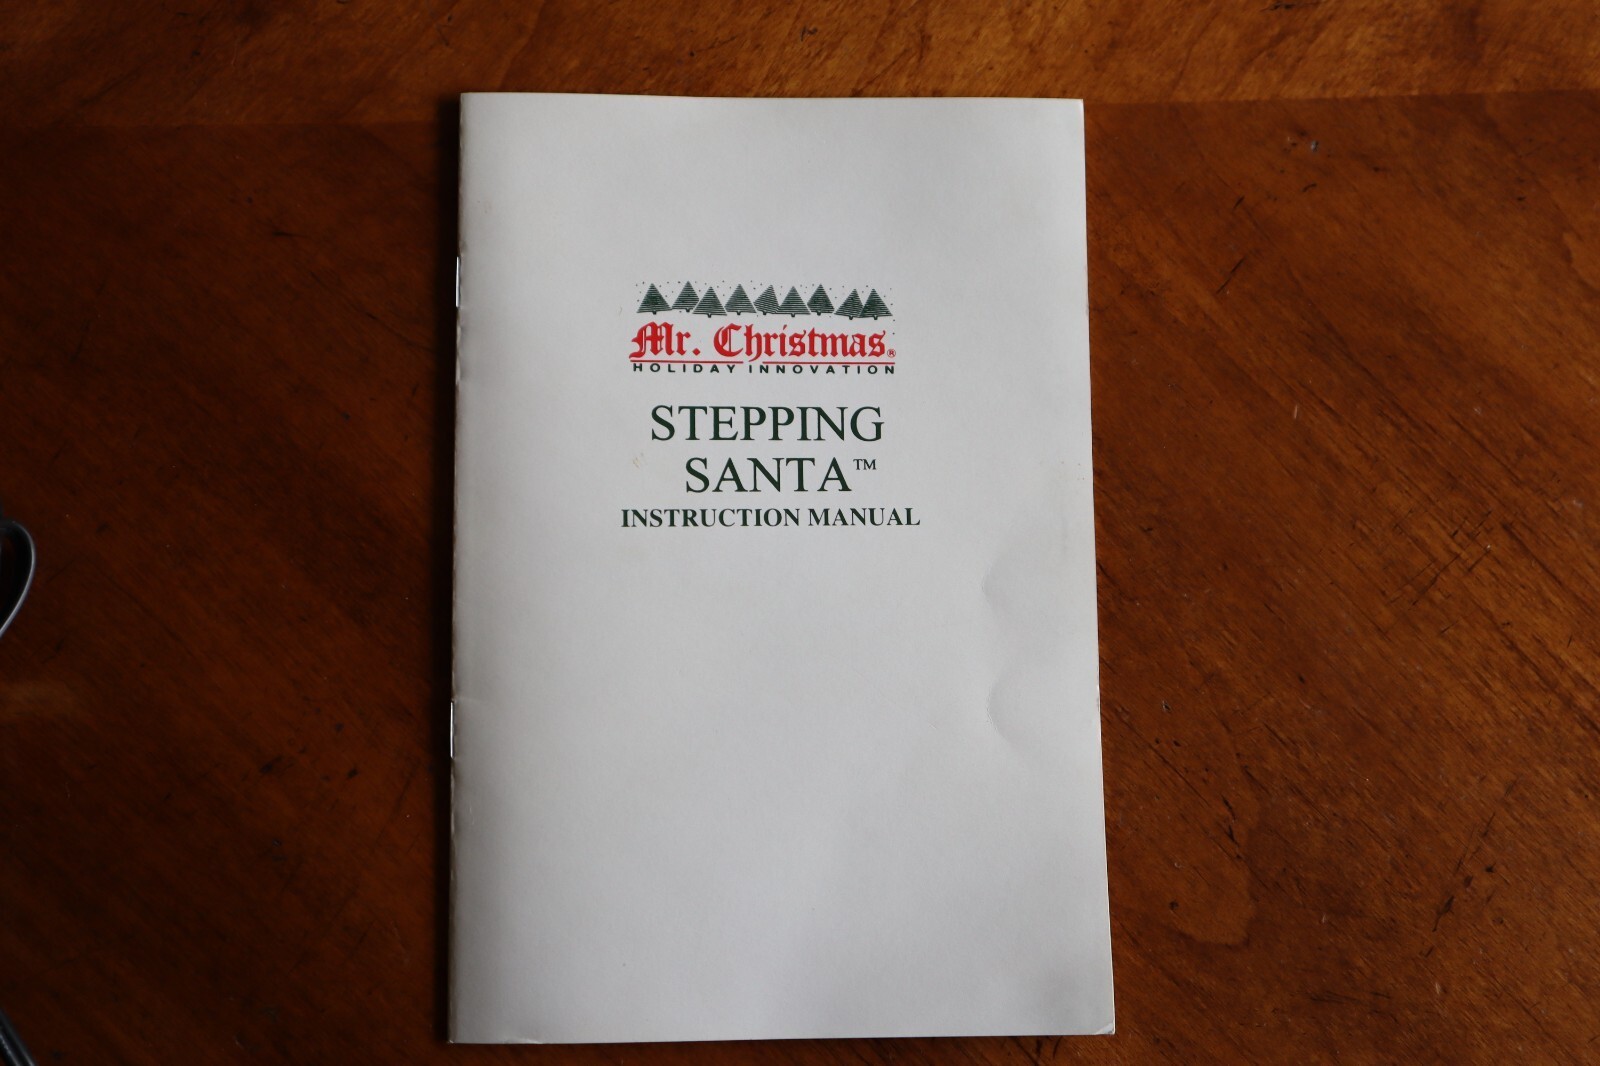 Mr. Christmas®
HOLIDAY INNOVATION
STEPPING
SANTA™
INSTRUCTION MANUAL